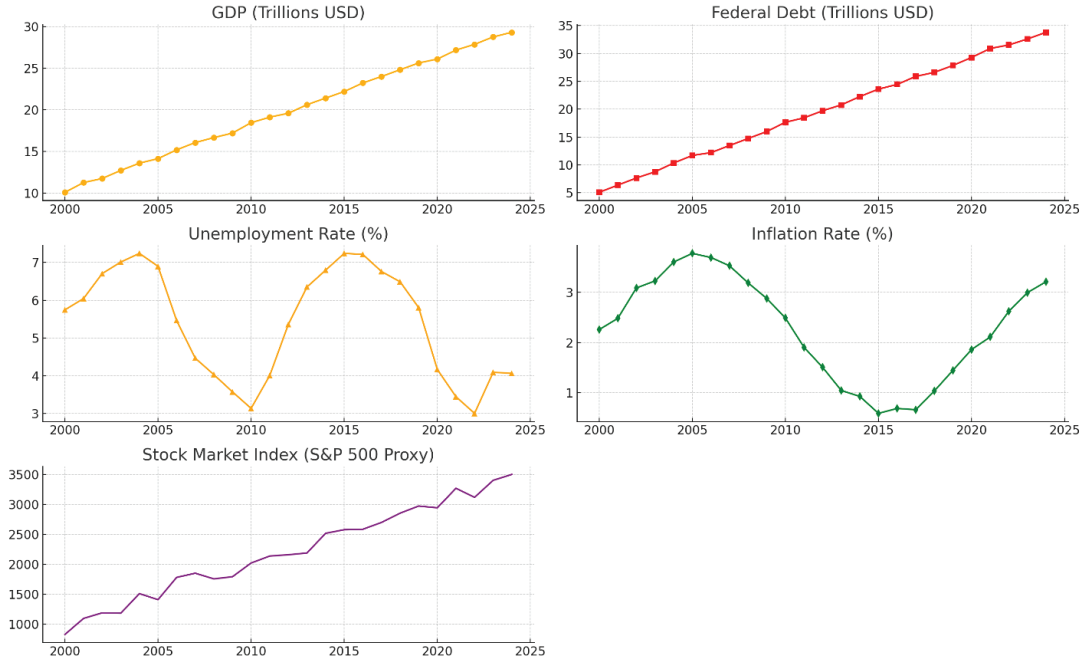 GDP (Trillions USD)
30
25
20
15
10
2000 2005 2010 2015 2020 2025
Federal Debt (Trillions USD)
35
30
25
20
15
10
5
2000 2005 2010 2015 2020 2025
Unemployment Rate (%)
7
6
5
4
3
2000 2005 2010 2015 2020 2025
Inflation Rate (%)
3
2
1
2000 2005 2010 2015 2020 2025
Stock Market Index (S&P 500 Proxy)
3500
3000
2500
2000
1500
1000
2000 2005 2010 2015 2020 2025